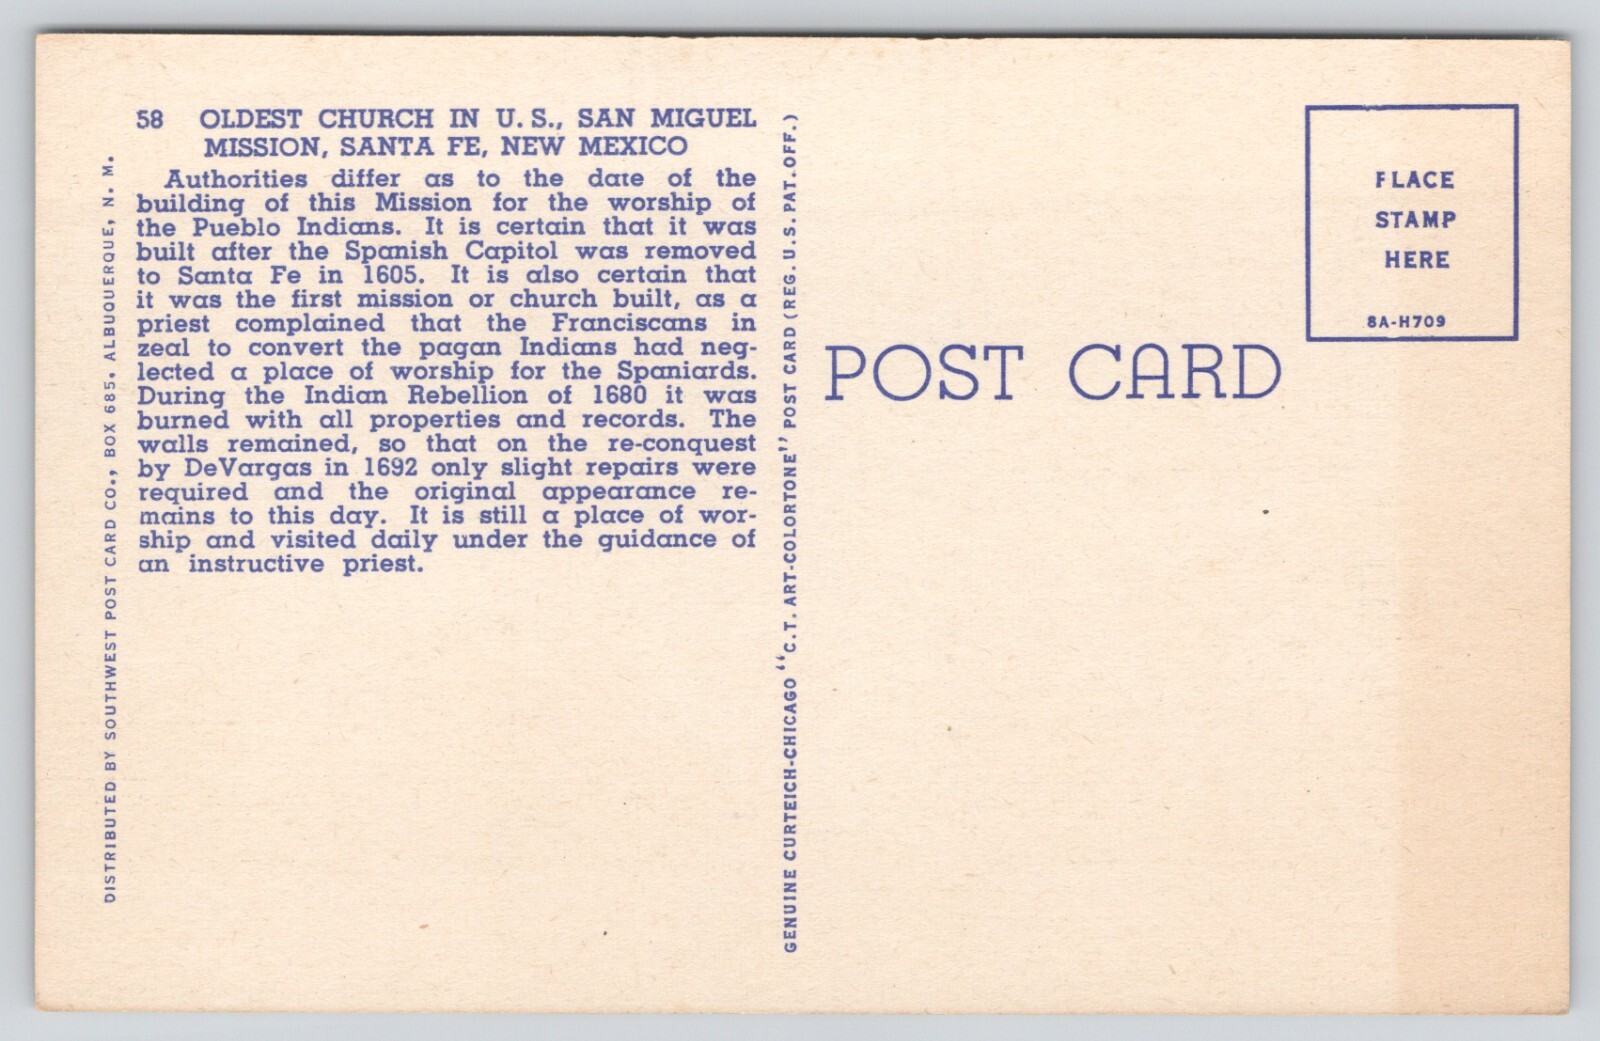 58 OLDEST CHURCH IN U. S., SAN MIGUEL
MISSION, SANTA FE, NEW MEXICO
Authorities differ as to the date of the
building of this Mission for the worship of
the Pueblo Indians. It is certain that it was
built after the Spanish Capitol was removed
to Santa Fe in 1605. It is also certain that
it was the first mission or church built, as a
priest complained that the Franciscans in
zeal to convert the pagan Indians had neg-
lected a place of worship for the Spaniards.
During the Indian Rebellion of 1680 it was
burned with all properties and records. The
walls remained, so that on the re-conquest
by DeVargas in 1692 only slight repairs were
required and the original appearance re-
mains to this day. It is still a place of wor-
ship and visited daily under the guidance of
an instructive priest.
DISTRIBUTED BY SOUTHWEST POST CARD CO., BOX 685, ALBUQUERQUE, N. M.
GENUINE CURTEICH-CHICAGO "C.T. ART-COLORTONE" POST CARD (REG. U.S. PAT. OFF.)
POST CARD
PLACE
STAMP
HERE
8A-H709